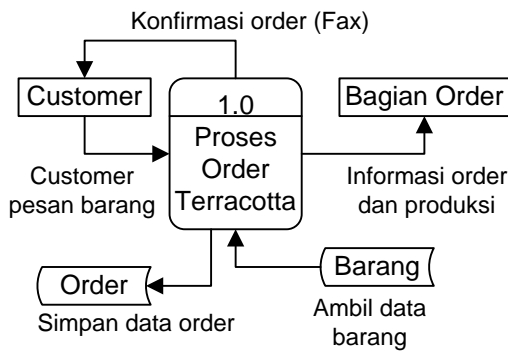 Konfirmasi order (Fax)
Customer
1.0
Proses
Order
Terracotta
Bagian Order
Customer
pesan barang
Informasi order
dan produksi
Order
Simpan data order
Barang
Ambil data
barang